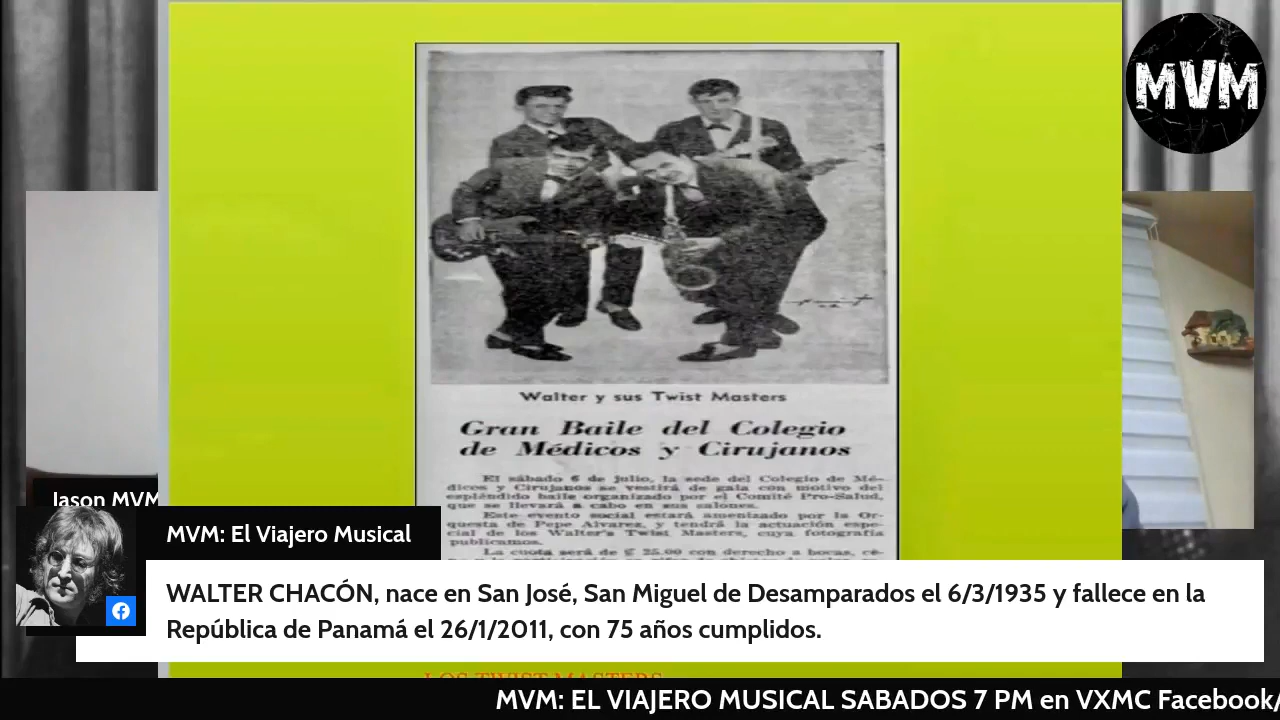 MVM
Walter y sus Twist Masters
Gran Baile del Colegio
de Médicos y Cirujanos
El sábado 6 de julio, la sede del Colegio de Mé-
dicos y Cirujanos se vestirá de gala con motivo del
espléndido baile organizado por el Comité Pro-Salud,
que se llevará a cabo en sus salones.
Este evento social estará amenizado por la Or-
questa de Pepe Alvarez, y tendrá la actuación espe-
cial de los Walter's Twist Masters, cuya fotografía
publicamos.
La cuota será de ₡ 25.00 con derecho a bocas, ce-
Jason MVM
MVM: El Viajero Musical
WALTER CHACÓN, nace en San José, San Miguel de Desamparados el 6/3/1935 y fallece en la
República de Panamá el 26/1/2011, con 75 años cumplidos.
LOS TWIST MASTERS
MVM: EL VIAJERO MUSICAL SABADOS 7 PM en VXMC Facebook/